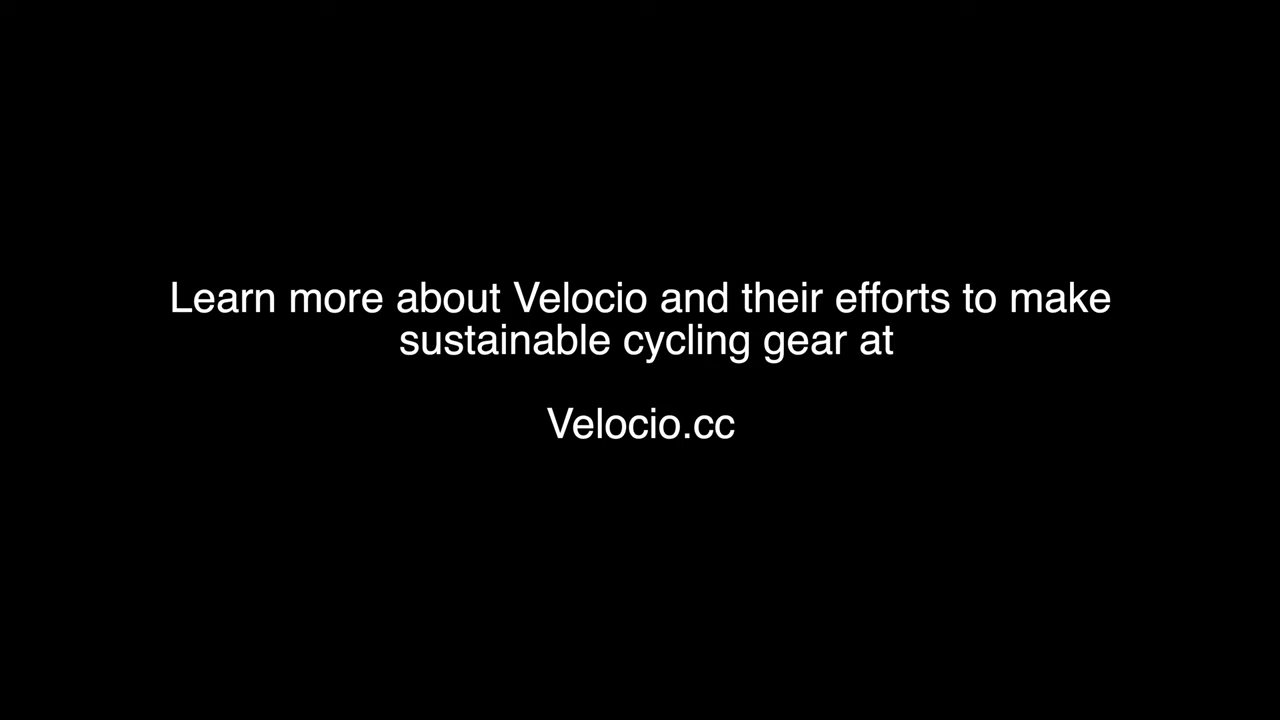 Learn more about Velocio and their efforts to make
sustainable cycling gear at
Velocio.cc